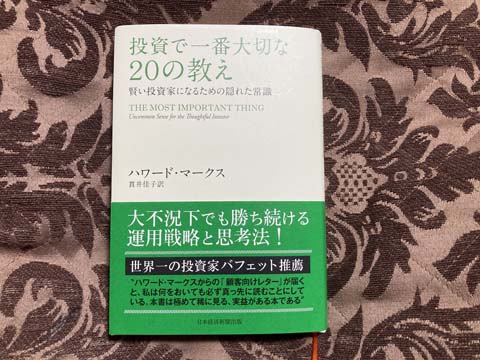 投資で一番大切な
20の教え
賢い投資家になるための隠れた常識
THE MOST IMPORTANT THING
Uncommon Sense for the Thoughtful Investor
ハワード・マークス
貫井佳子訳
大不況下でも勝ち続ける
運用戦略と思考法!
世界一の投資家バフェット推薦
“ハワード・マークスからの「顧客向けレター」が届く
と、私は何をおいても必ず真っ先に読むことにして
いる。本書は極めて稀に見る、実益がある本である”
日本経済新聞出版